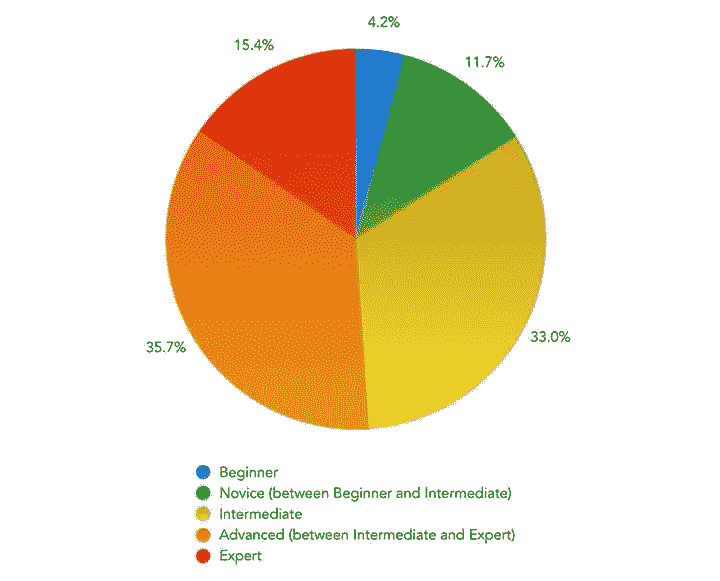 4.2%
15.4%
11.7%
33.0%
35.7%
Beginner
Novice (between Beginner and Intermediate)
Intermediate
Advanced (between Intermediate and Expert)
Expert